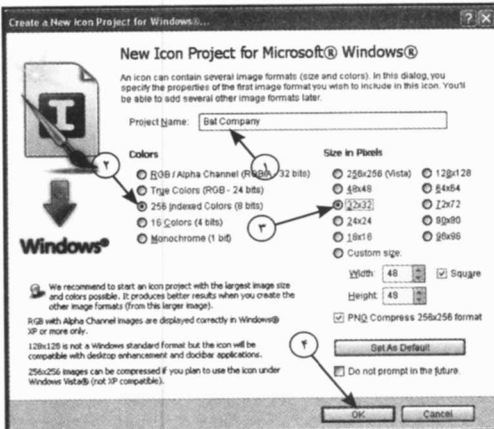 Create a New Icon Project for Windows®...
New Icon Project for Microsoft® Windows®
An icon can contain several image formats (size and colors). In this dialog, you
specify the properties of the first image format you wish to include in this icon. You'll
be able to add several other image formats later.
Project Name: Bat Company
۱
۲
Colors
RGB / Alpha Channel (RGB/A - 32 bits)
True Colors (RGB - 24 bits)
256 Indexed Colors (8 bits)
16 Colors (4 bits)
Monochrome (1 bit)
۳
Size in Pixels
256x256 (Vista) 128x128
48x48 64x64
32x32 72x72
24x24 80x80
16x16 96x96
Custom size:
Width: 48 Square
Height: 48
PNG Compress 256x256 format
Windows®
We recommend to start an icon project with the largest image size
and colors possible. It produces better results when you create the
other image formats (from this larger image).
RGB with Alpha Channel images are displayed correctly in Windows®
XP or more only.
128x128 is not a Windows standard format but the icon will be
compatible with desktop enhancement and dockbar applications.
256x256 images can be compressed if you plan to use the icon under
Windows Vista® (not XP compatible).
۴
Set As Default
Do not prompt in the future.
OK Cancel